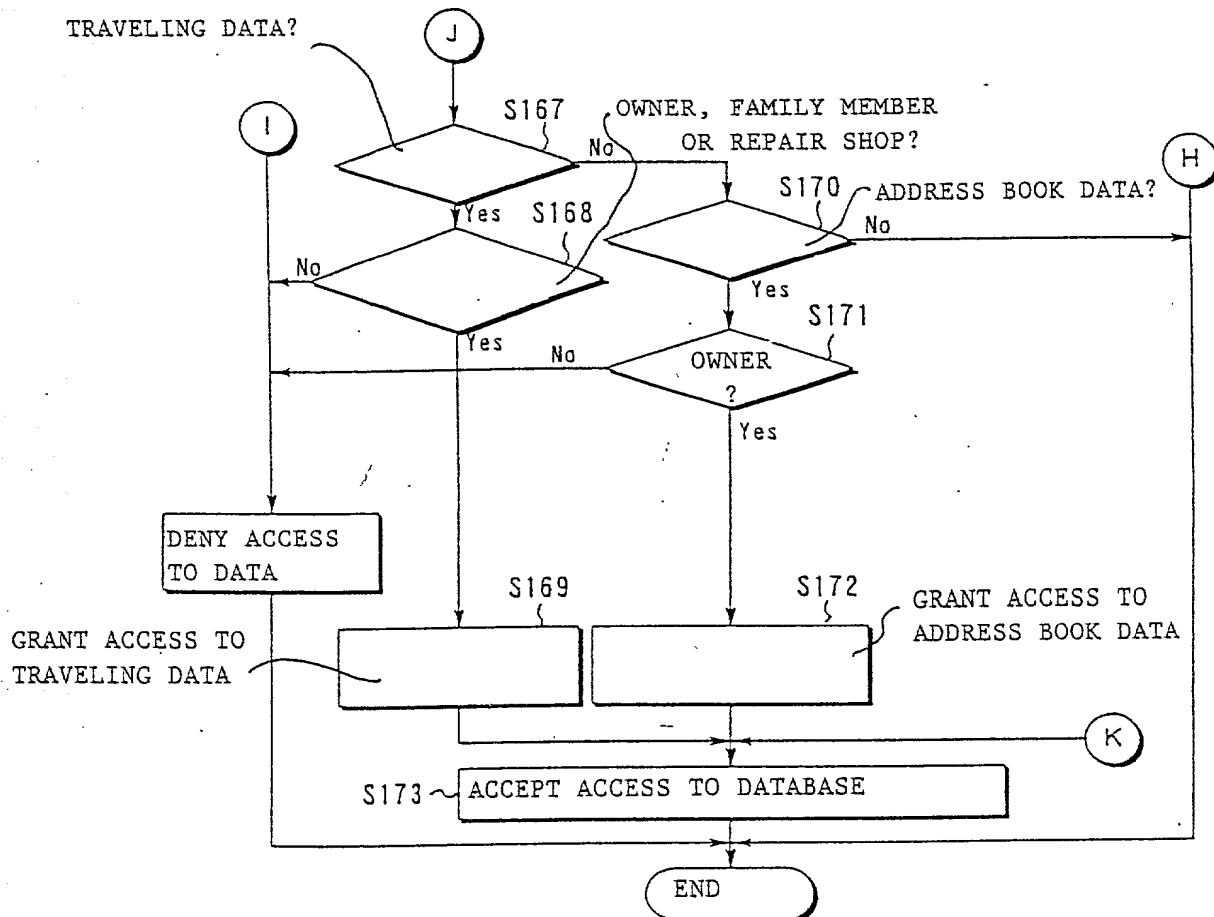 TRAVELING DATA?
J
I
S167
OWNER, FAMILY MEMBER
OR REPAIR SHOP?
H
No
Yes
S168
S170
ADDRESS BOOK DATA?
No
No
Yes
Yes
S171
No
OWNER
?
Yes
DENY ACCESS
TO DATA
S169
S172
GRANT ACCESS TO
ADDRESS BOOK DATA
GRANT ACCESS TO
TRAVELING DATA
K
S173
ACCEPT ACCESS TO DATABASE
END